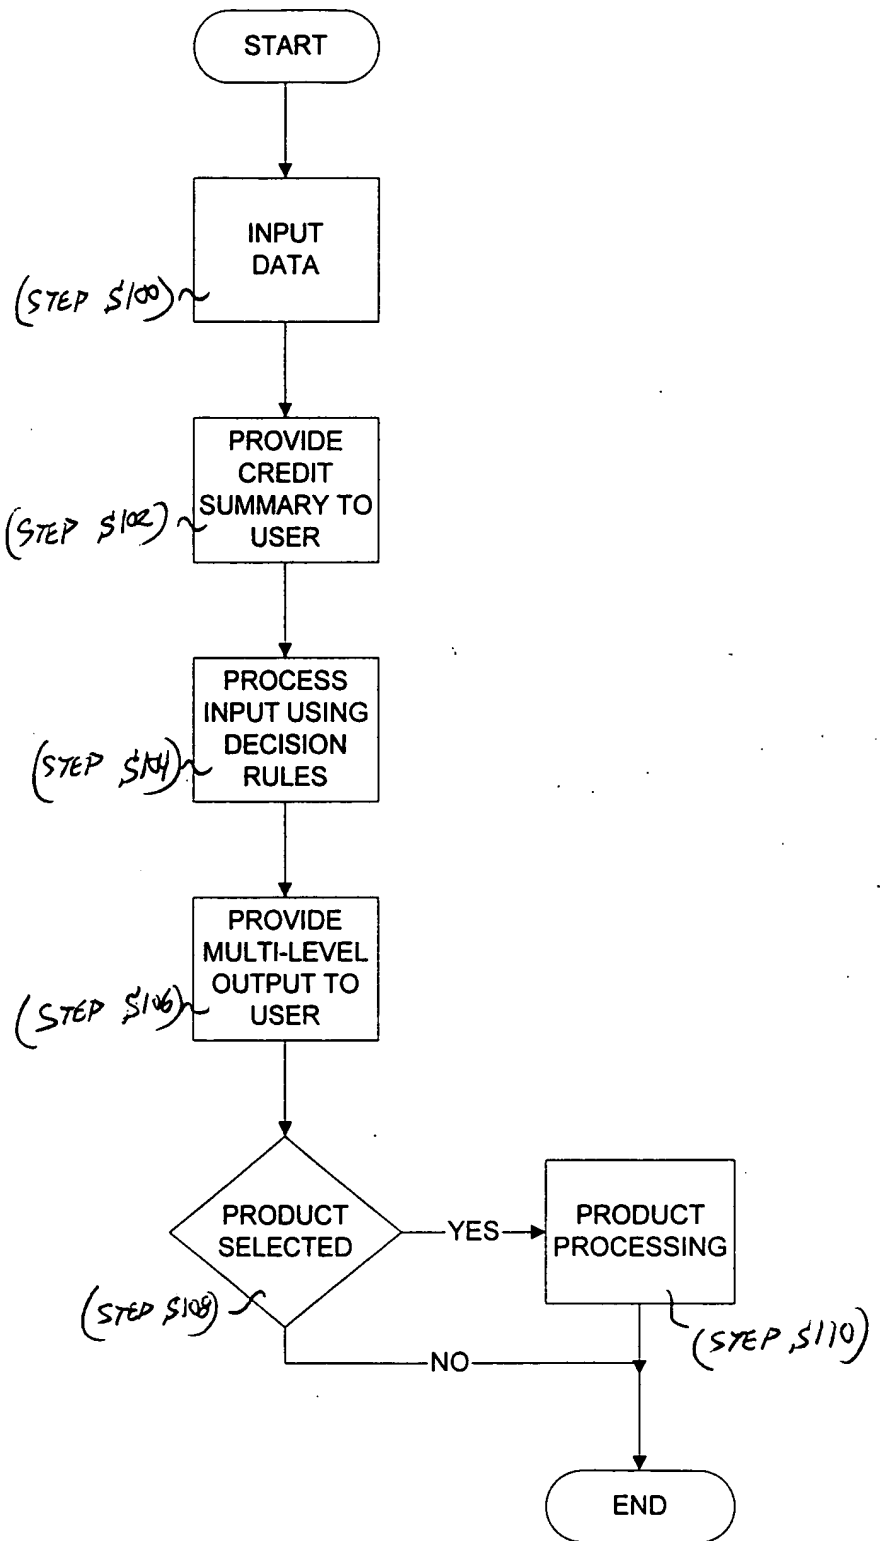 START
INPUT
DATA
(STEP S100)
PROVIDE
CREDIT
SUMMARY TO
USER
(STEP S102)
PROCESS
INPUT USING
DECISION
RULES
(STEP S104)
PROVIDE
MULTI-LEVEL
OUTPUT TO
USER
(STEP S106)
PRODUCT
SELECTED
YES
PRODUCT
PROCESSING
(STEP S108)
(STEP S110)
NO
END